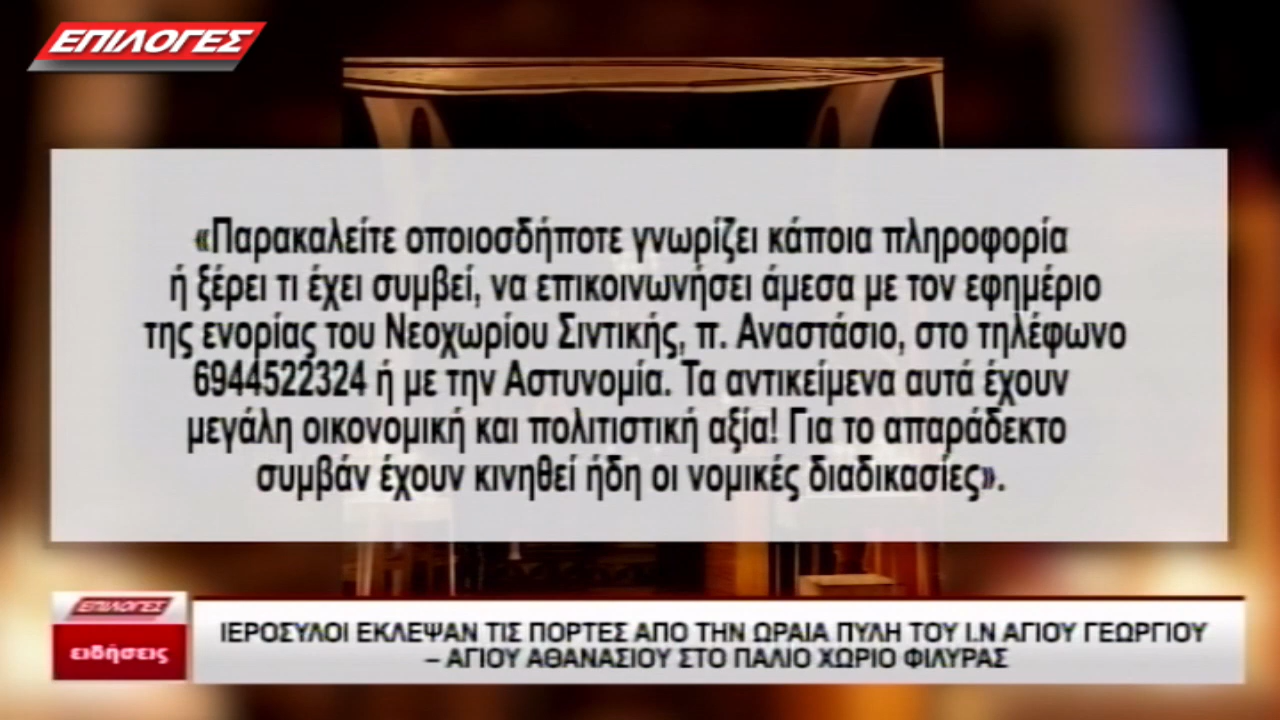 ΕΠΙΛΟΓΕΣ
«Παρακαλείτε οποιοσδήποτε γνωρίζει κάποια πληροφορία
ή ξέρει τι έχει συμβεί, να επικοινωνήσει άμεσα με τον εφημέριο
της ενορίας του Νεοχωρίου Σιντικής, π. Αναστάσιο, στο τηλέφωνο
6944522324 ή με την Αστυνομία. Τα αντικείμενα αυτά έχουν
μεγάλη οικονομική και πολιτιστική αξία! Για το απαράδεκτο
συμβάν έχουν κινηθεί ήδη οι νομικές διαδικασίες».
ΕΠΙΛΟΓΕΣ
ειδήσεις
ΙΕΡΟΣΥΛΟΙ ΕΚΛΕΨΑΝ ΤΙΣ ΠΟΡΤΕΣ ΑΠΟ ΤΗΝ ΩΡΑΙΑ ΠΥΛΗ ΤΟΥ Ι.Ν ΑΓΙΟΥ ΓΕΩΡΓΙΟΥ
– ΑΓΙΟΥ ΑΘΑΝΑΣΙΟΥ ΣΤΟ ΠΑΛΙΟ ΧΩΡΙΟ ΦΙΛΥΡΑΣ